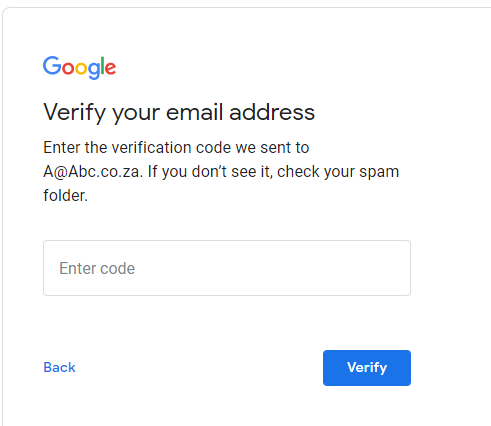 Google
Verify your email address
Enter the verification code we sent to
A@Abc.co.za. If you don’t see it, check your spam
folder.
Enter code
Back
Verify